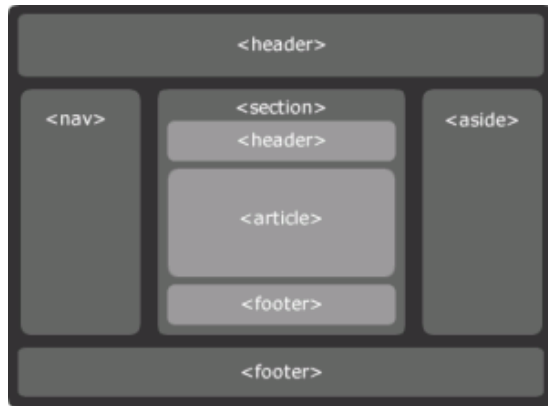 <header>
<nav>
<section>
<aside>
<header>
<article>
<footer>
<footer>